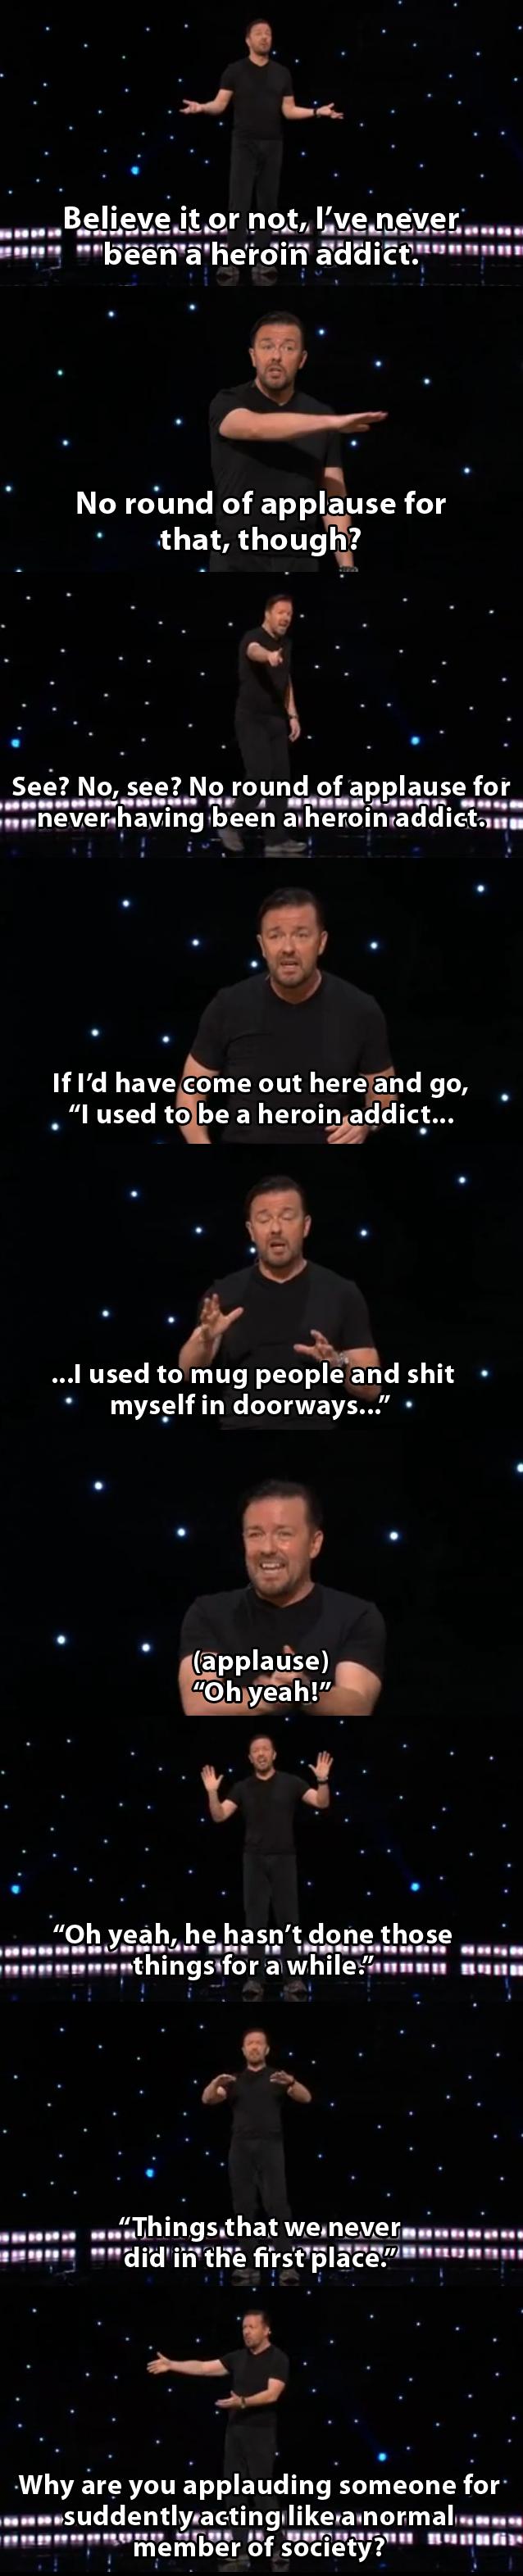 Believe it or not, I've never
been a heroin addict.
No round of applause for
that, though?
See? No, see? No round of applause for
never having been a heroin addict.
If I'd have come out here and go,
“I used to be a heroin addict...
...I used to mug people and shit
myself in doorways...”
(applause)
“Oh yeah!”
“Oh yeah, he hasn't done those
things for a while.”
“Things that we never
did in the first place.”
Why are you applauding someone for
suddenly acting like a normal
member of society?